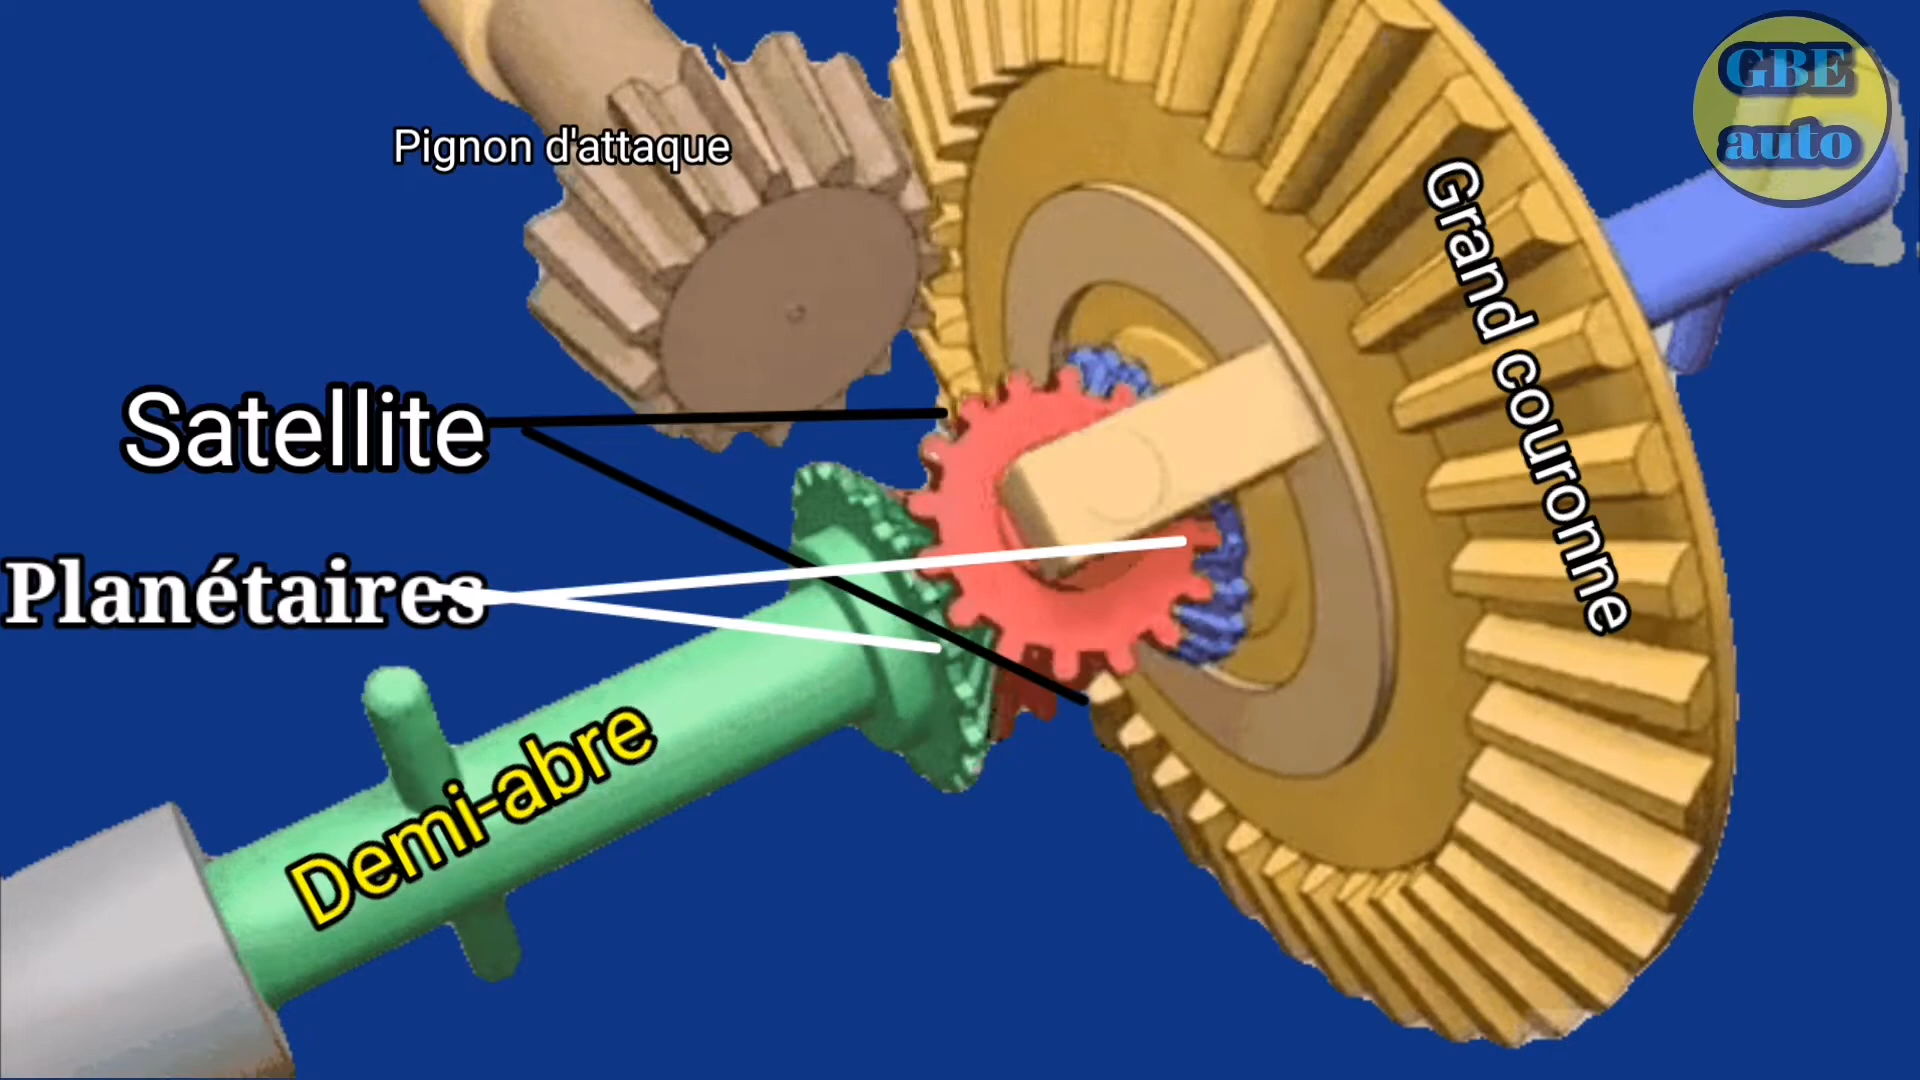 GBE
auto
Pignon d'attaque
Grand couronne
Satellite
Planétaires
Demi-abre